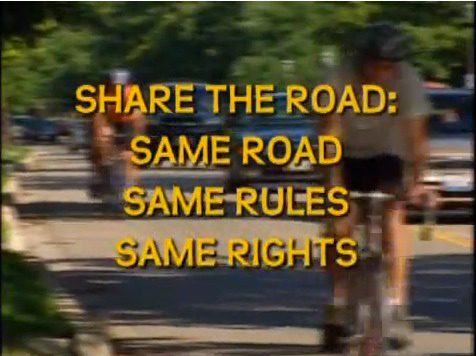 SHARE THE ROAD:
SAME ROAD
SAME RULES
SAME RIGHTS